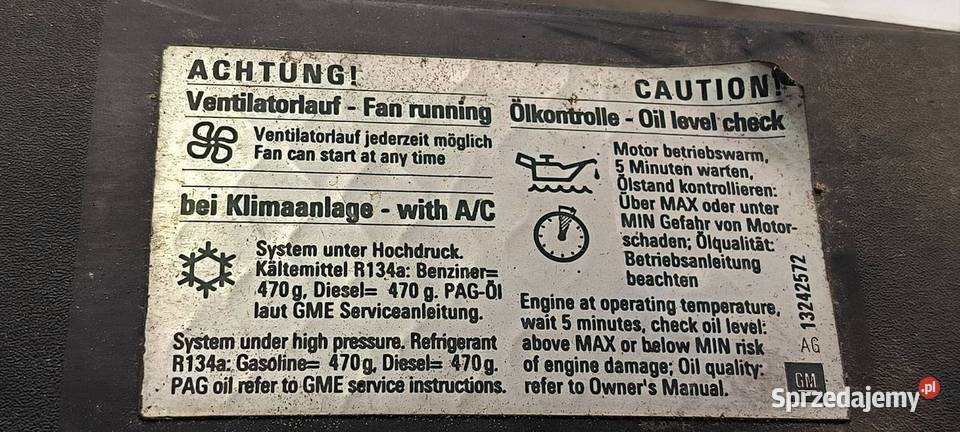 ACHTUNG!
Ventilatorlauf - Fan running
Ventilatorlauf jederzeit möglich
Fan can start at any time
bei Klimaanlage - with A/C
System unter Hochdruck.
Kältemittel R134a: Benziner=
470 g, Diesel= 470 g. PAG-Öl
laut GME Serviceanleitung.
System under high pressure. Refrigerant
R134a: Gasoline= 470 g, Diesel= 470 g.
PAG oil refer to GME service instructions.
CAUTION!
Ölkontrolle - Oil level check
Motor betriebswarm,
5 Minuten warten,
Ölstand kontrollieren:
Über MAX oder unter
MIN Gefahr von Motor-
schaden; Ölqualität:
Betriebsanleitung
beachten
Engine at operating temperature,
wait 5 minutes, check oil level:
above MAX or below MIN risk
of engine damage; Oil quality:
refer to Owner's Manual.
13242572
AG
GM
Sprzedajemy.pl